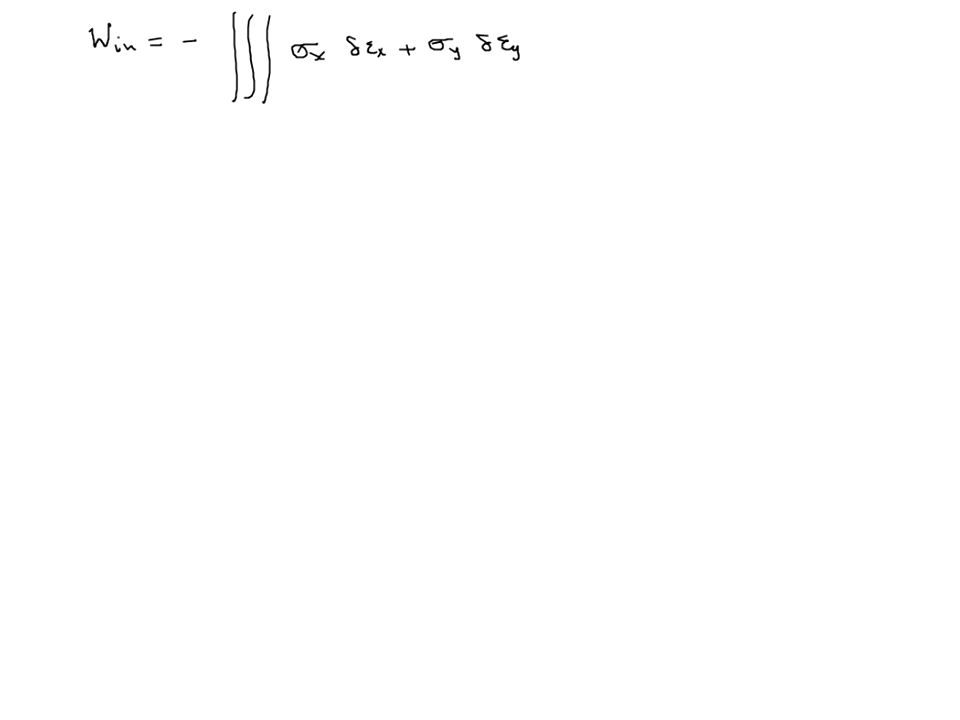 W_in = - ∭ σ_x δε_x + σ_y δε_y